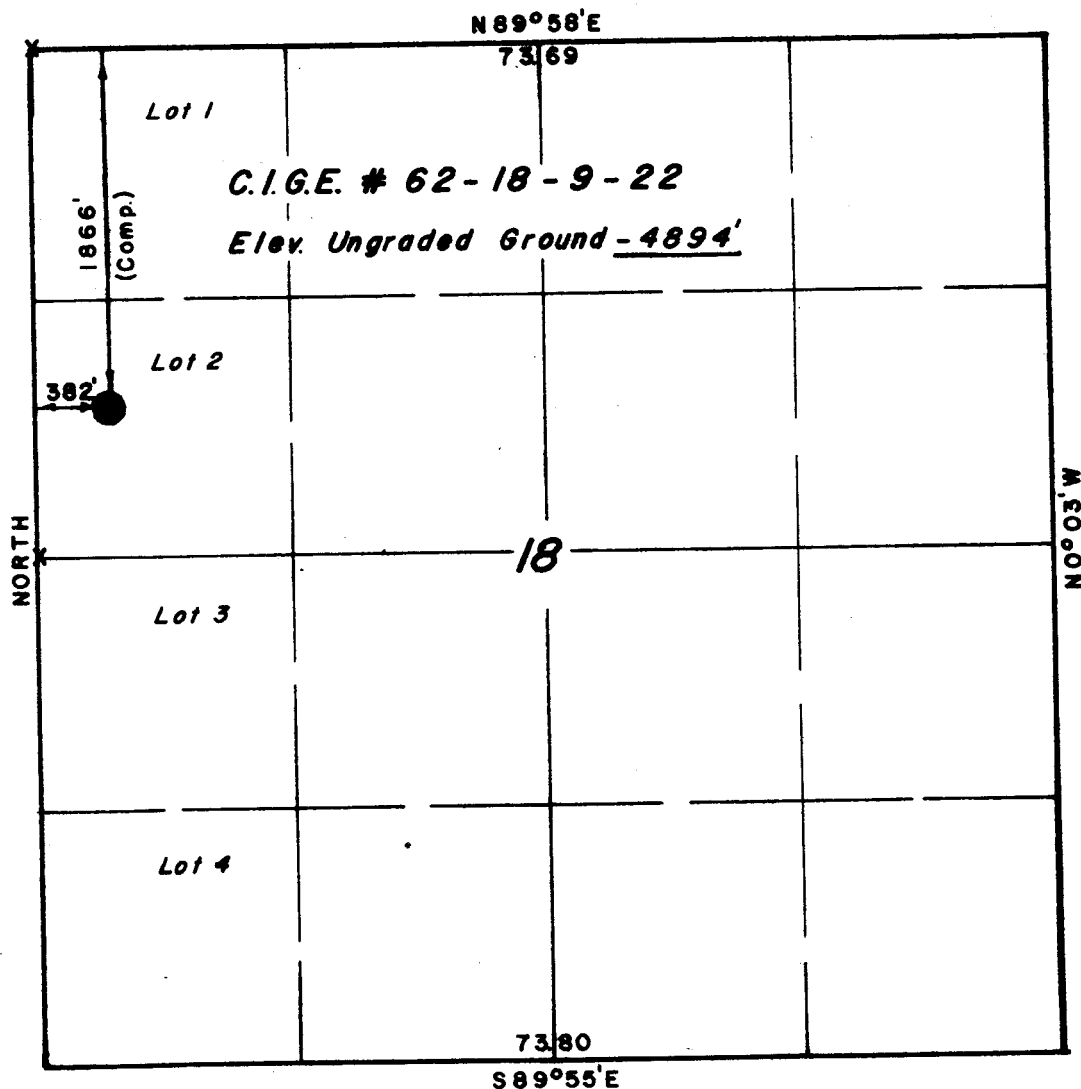 N89°58'E
73.69
Lot 1
C.I.G.E. # 62-18-9-22
Elev. Ungraded Ground - 4894'
1866'
(Comp.)
Lot 2
382'
NORTH
18
N0°03'W
Lot 3
Lot 4
73.80
S89°55'E